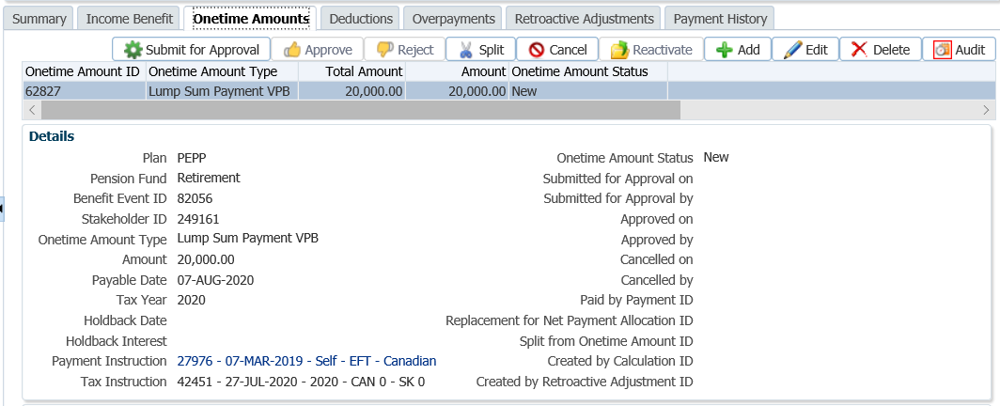 Summary Income Benefit Onetime Amounts Deductions Overpayments Retroactive Adjustments Payment History
Submit for Approval Approve Reject Split Cancel Reactivate Add Edit Delete Audit
Onetime Amount ID Onetime Amount Type Total Amount Amount Onetime Amount Status
62827 Lump Sum Payment VPB 20,000.00 20,000.00 New
Details
Plan PEPP Onetime Amount Status New
Pension Fund Retirement Submitted for Approval on
Benefit Event ID 82056 Submitted for Approval by
Stakeholder ID 249161 Approved on
Onetime Amount Type Lump Sum Payment VPB Approved by
Amount 20,000.00 Cancelled on
Payable Date 07-AUG-2020 Cancelled by
Tax Year 2020 Paid by Payment ID
Holdback Date Replacement for Net Payment Allocation ID
Holdback Interest Split from Onetime Amount ID
Payment Instruction 27976 - 07-MAR-2019 - Self - EFT - Canadian Created by Calculation ID
Tax Instruction 42451 - 27-JUL-2020 - 2020 - CAN 0 - SK 0 Created by Retroactive Adjustment ID